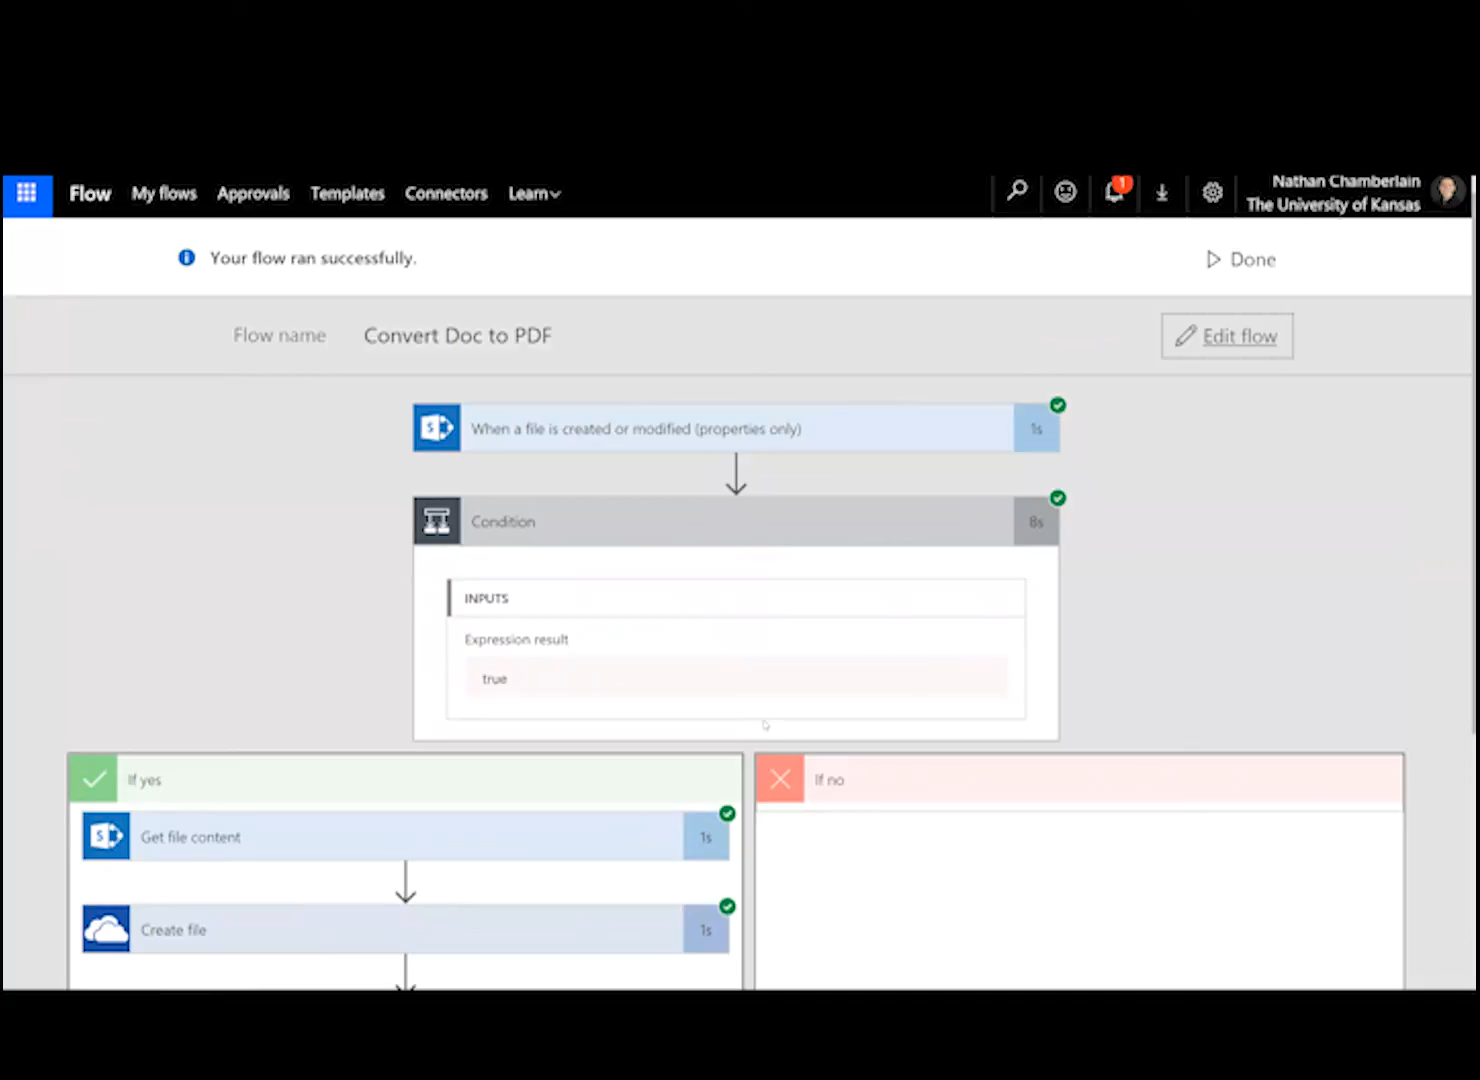 Flow My flows Approvals Templates Connectors Learn
1
Nathan Chamberlain
The University of Kansas
Your flow ran successfully.
Done
Flow name Convert Doc to PDF
Edit flow
When a file is created or modified (properties only) 1s
Condition 8s
INPUTS
Expression result
true
If yes
If no
Get file content 1s
Create file 1s